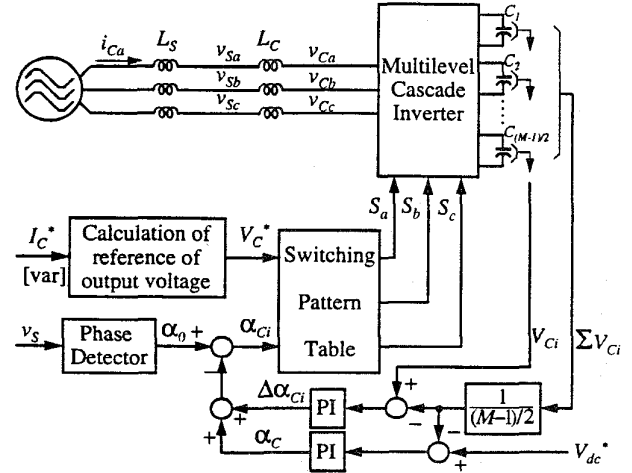 i_Ca L_S v_Sa L_C v_Ca
v_Sb v_Cb
v_Sc v_Cc
Multilevel
Cascade
Inverter
C_1
C_2
C_(M−1)/2
S_a S_b S_c
I_C*
[var]
Calculation of
reference of
output voltage
V_C*
Switching
Pattern
Table
v_S
Phase
Detector
α_0 +
−
α_Ci
V_Ci
ΣV_Ci
+
Δα_Ci
PI
+
−
1
(M−1)/2
+
α_C
PI
−
+
V_dc*